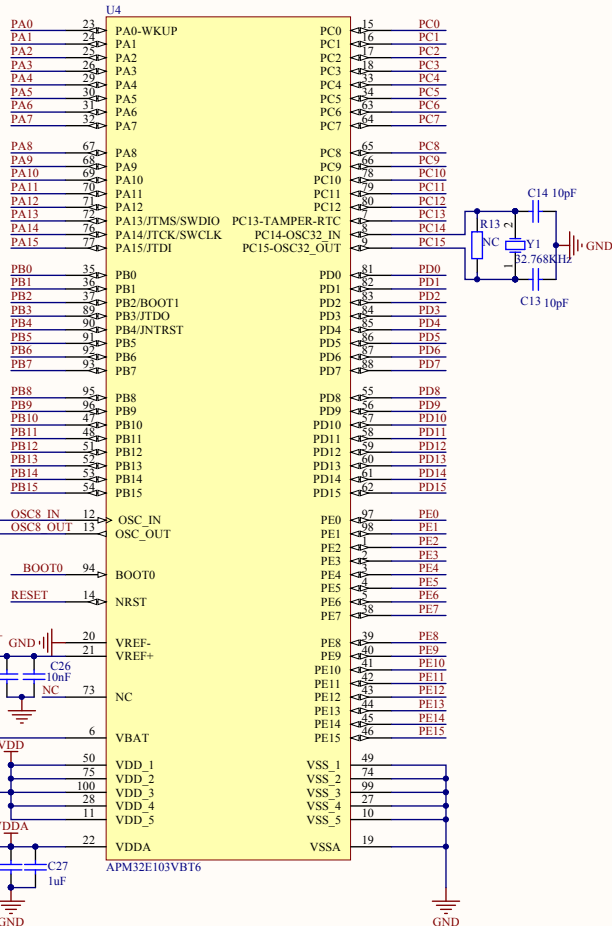 U4
PA0 23 PA0-WKUP PC0 15 PC0
PA1 24 PA1 PC1 16 PC1
PA2 25 PA2 PC2 17 PC2
PA3 26 PA3 PC3 18 PC3
PA4 29 PA4 PC4 33 PC4
PA5 30 PA5 PC5 34 PC5
PA6 31 PA6 PC6 63 PC6
PA7 32 PA7 PC7 64 PC7
PA8 67 PA8 PC8 65 PC8
PA9 68 PA9 PC9 66 PC9
PA10 69 PA10 PC10 78 PC10
PA11 70 PA11 PC11 79 PC11
PA12 71 PA12 PC12 80 PC12
PA13 72 PA13/JTMS/SWDIO PC13-TAMPER-RTC 7 PC13
PA14 76 PA14/JTCK/SWCLK PC14-OSC32_IN 8 PC14
PA15 77 PA15/JTDI PC15-OSC32_OUT 9 PC15
C14 10pF
R13 2
NC Y1 GND
32.768KHz
1
C13 10pF
PB0 35 PB0 PD0 81 PD0
PB1 36 PB1 PD1 82 PD1
PB2 37 PB2/BOOT1 PD2 83 PD2
PB3 89 PB3/JTDO PD3 84 PD3
PB4 90 PB4/JNTRST PD4 85 PD4
PB5 91 PB5 PD5 86 PD5
PB6 92 PB6 PD6 87 PD6
PB7 93 PB7 PD7 88 PD7
PB8 95 PB8 PD8 55 PD8
PB9 96 PB9 PD9 56 PD9
PB10 47 PB10 PD10 57 PD10
PB11 48 PB11 PD11 58 PD11
PB12 51 PB12 PD12 59 PD12
PB13 52 PB13 PD13 60 PD13
PB14 53 PB14 PD14 61 PD14
PB15 54 PB15 PD15 62 PD15
OSC8_IN 12 OSC_IN PE0 97 PE0
OSC8_OUT 13 OSC_OUT PE1 98 PE1
PE2 1 PE2
PE3 2 PE3
BOOT0 94 BOOT0 PE4 3 PE4
PE5 4 PE5
RESET 14 NRST PE6 5 PE6
PE7 38 PE7
GND 20 VREF- PE8 39 PE8
21 VREF+ PE9 40 PE9
C26 PE10 41 PE10
10nF PE11 42 PE11
NC 73 NC PE12 43 PE12
PE13 44 PE13
PE14 45 PE14
6 VBAT PE15 46 PE15
VDD
50 VDD_1 VSS_1 49
75 VDD_2 VSS_2 74
100 VDD_3 VSS_3 99
28 VDD_4 VSS_4 27
11 VDD_5 VSS_5 10
VDDA
22 VDDA VSSA 19
C27 APM32E103VBT6
1uF
GND GND